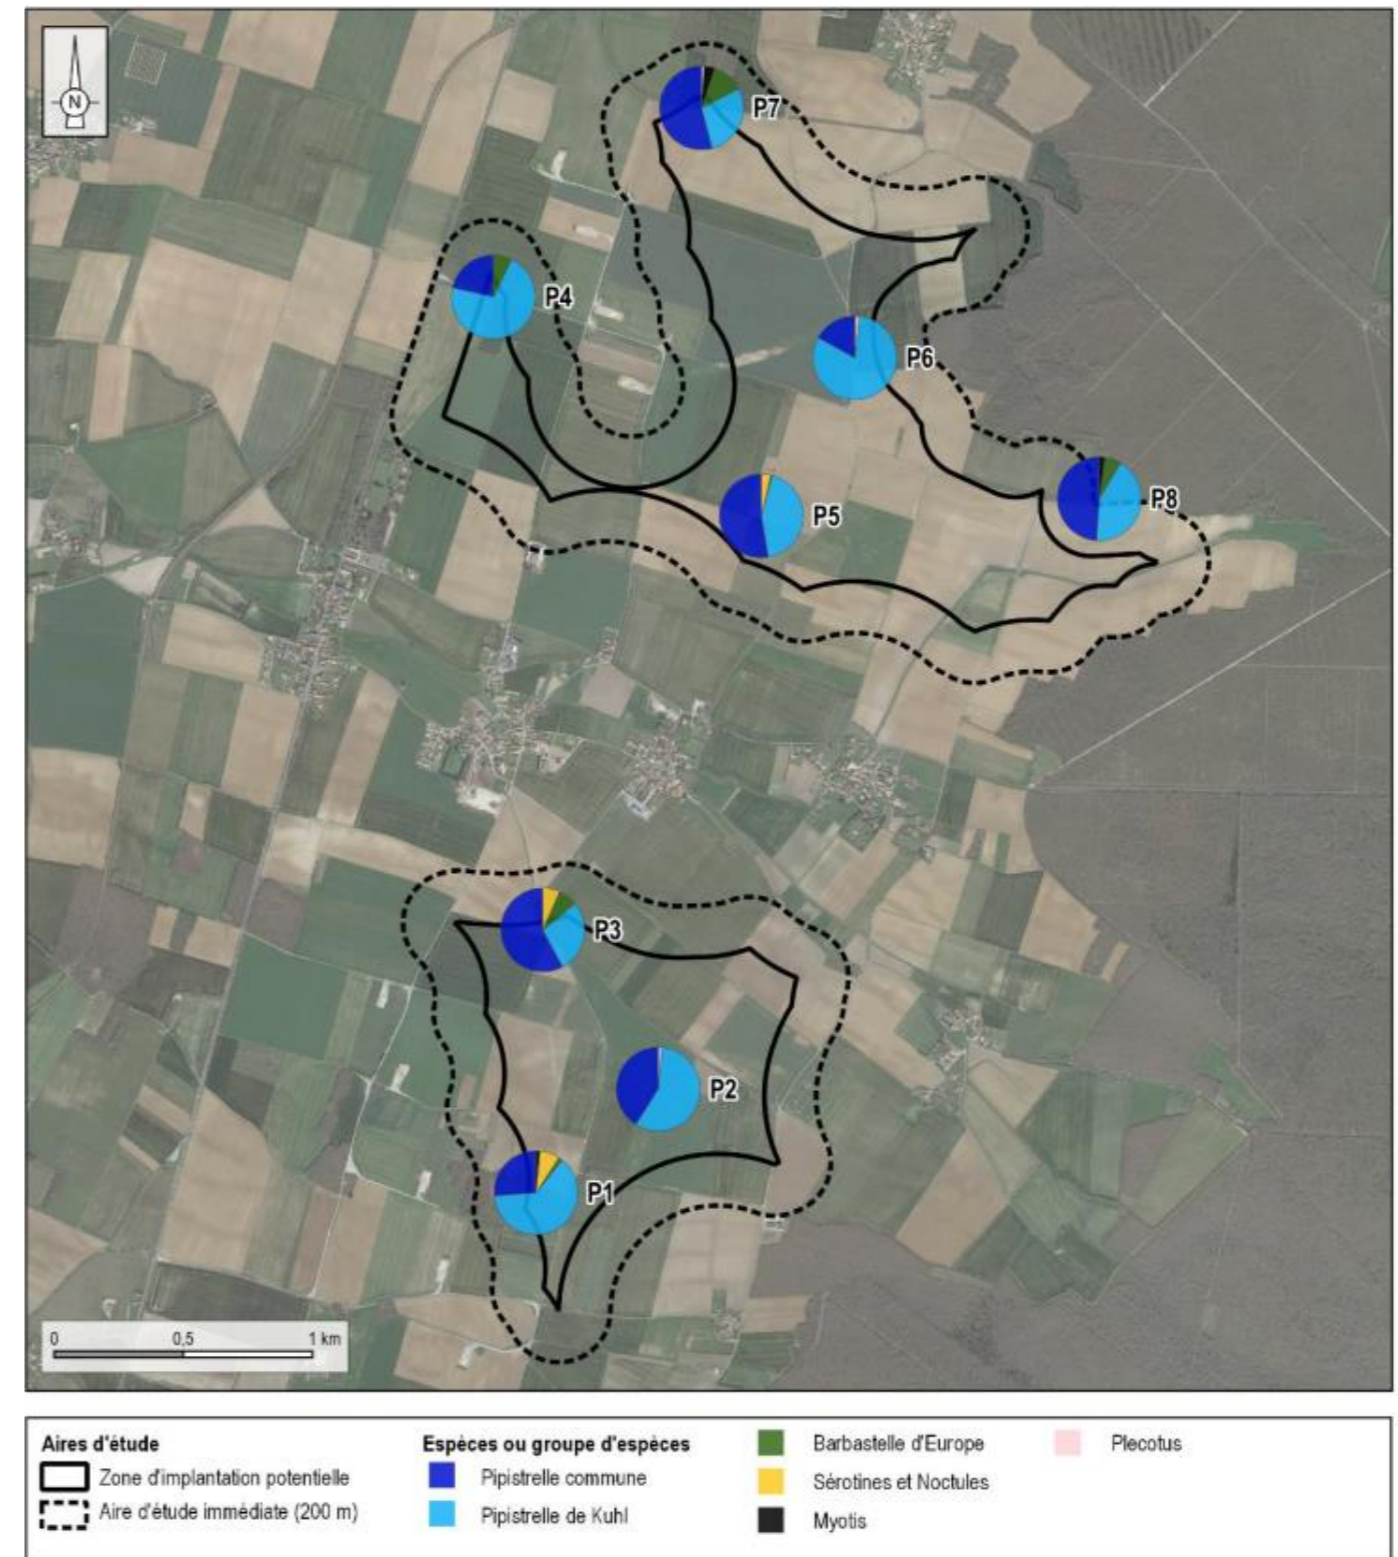 N
P7
P4
P6
P8
P5
P3
P2
P1
0 0,5 1 km
Aires d'étude
Zone d'implantation potentielle
Aire d'étude immédiate (200 m)
Espèces ou groupe d'espèces
Pipistrelle commune
Pipistrelle de Kuhl
Barbastelle d'Europe
Sérotines et Noctules
Myotis
Plecotus